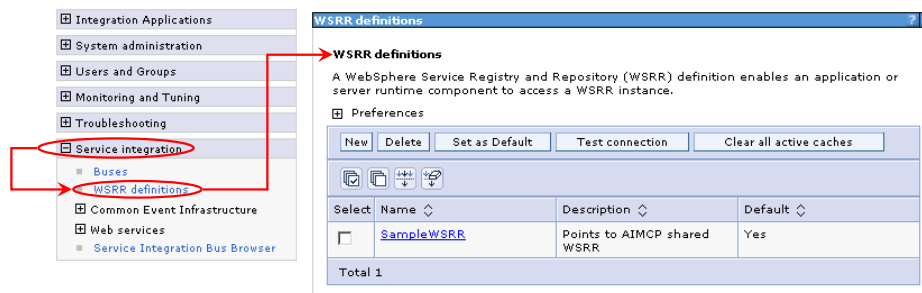 Integration Applications
System administration
Users and Groups
Monitoring and Tuning
Troubleshooting
Service integration
Buses
WSRR definitions
Common Event Infrastructure
Web services
Service Integration Bus Browser
WSRR definitions ?
WSRR definitions
A WebSphere Service Registry and Repository (WSRR) definition enables an application or
server runtime component to access a WSRR instance.
Preferences
New Delete Set as Default Test connection Clear all active caches
Select Name Description Default
SampleWSRR Points to AIMCP shared Yes
WSRR
Total 1